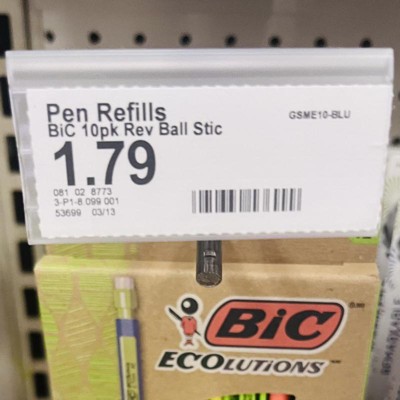 Pen Refills
GSME10-BLU
BiC 10pk Rev Ball Stic
1.79
081 02 8773
3-P1-8.099 001
53699 03/13
BiC
ECOLUTIONS